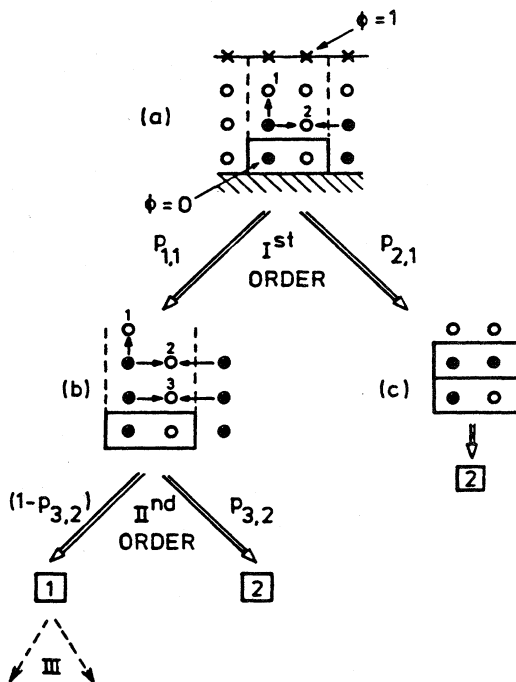 ϕ=1
1
(a)
2
ϕ=0
P1,1
Ist
ORDER
P2,1
1
2
(b)
3
(c)
2
(1-P3,2)
IInd
ORDER
P3,2
1
2
III